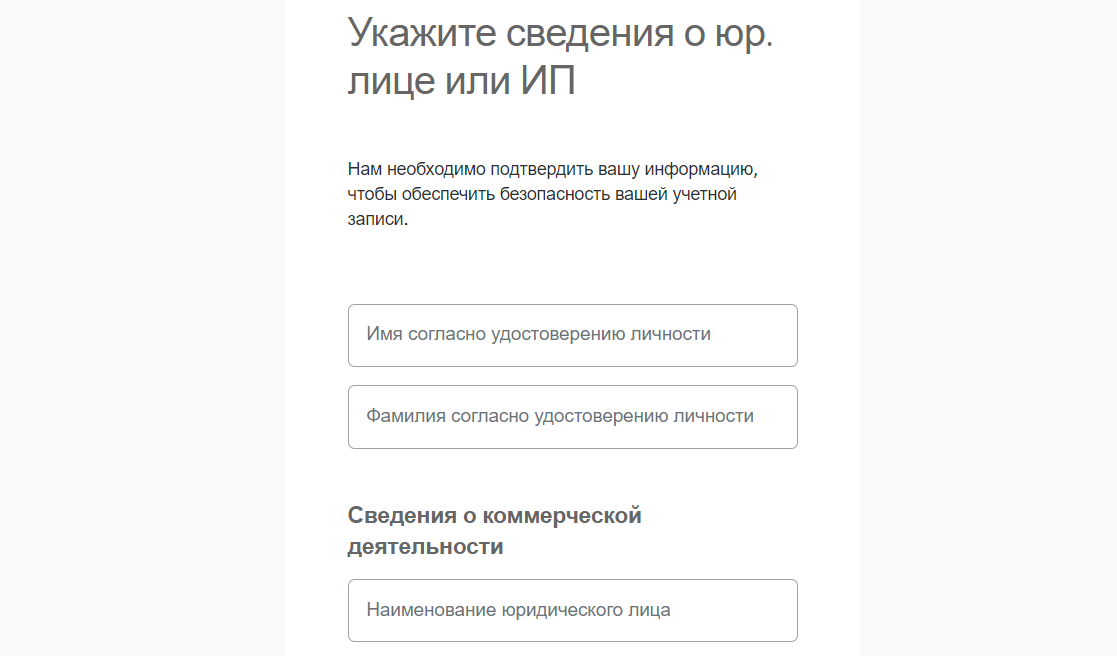 Укажите сведения о юр.
лице или ИП
Нам необходимо подтвердить вашу информацию,
чтобы обеспечить безопасность вашей учетной
записи.
Имя согласно удостоверению личности
Фамилия согласно удостоверению личности
Сведения о коммерческой
деятельности
Наименование юридического лица